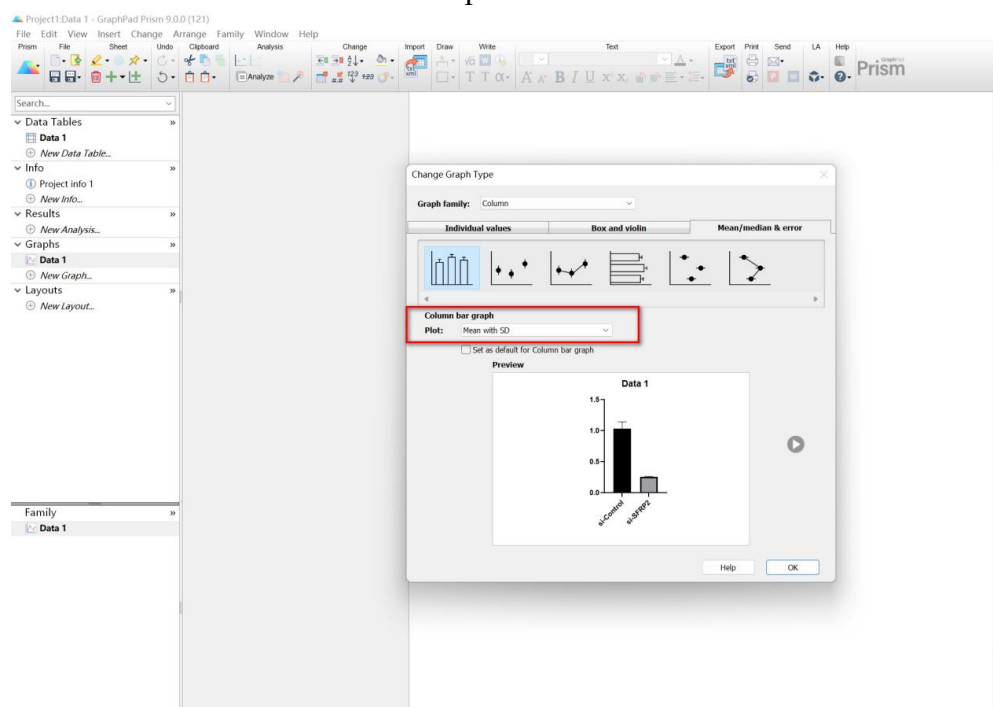 Project1:Data 1 - GraphPad Prism 9.0.0 (121)
File Edit View Insert Change Arrange Family Window Help
Prism File Sheet Undo Clipboard Analysis Change Import Draw Write Text Export Print Send LA Help
Analyze
GraphPad
Prism
Search...
Data Tables
Data 1
New Data Table...
Info
Project info 1
New Info...
Results
New Analysis...
Graphs
Data 1
New Graph...
Layouts
New Layout...
Family
Data 1
Change Graph Type
Graph family: Column
Individual values Box and violin Mean/median & error
Column bar graph
Plot: Mean with SD
Set as default for Column bar graph
Preview
Data 1
1.5
1.0
0.5
0.0
si-Control
si-SFRP2
Help OK